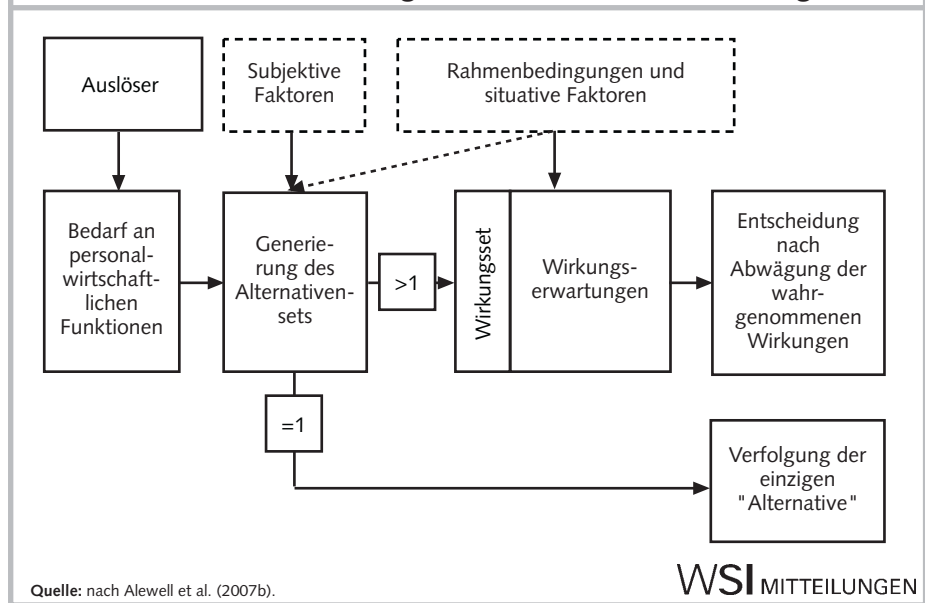 Auslöser
Subjektive
Faktoren
Rahmenbedingungen und
situative Faktoren
Bedarf an
personal-
wirtschaft-
lichen
Funktionen
Generie-
rung des
Alternativen-
sets
>1
Wirkungsset
Wirkungs-
erwartungen
Entscheidung
nach
Abwägung der
wahr-
genommenen
Wirkungen
=1
Verfolgung der
einzigen
"Alternative"
Quelle: nach Alewell et al. (2007b).
WSI MITTEILUNGEN